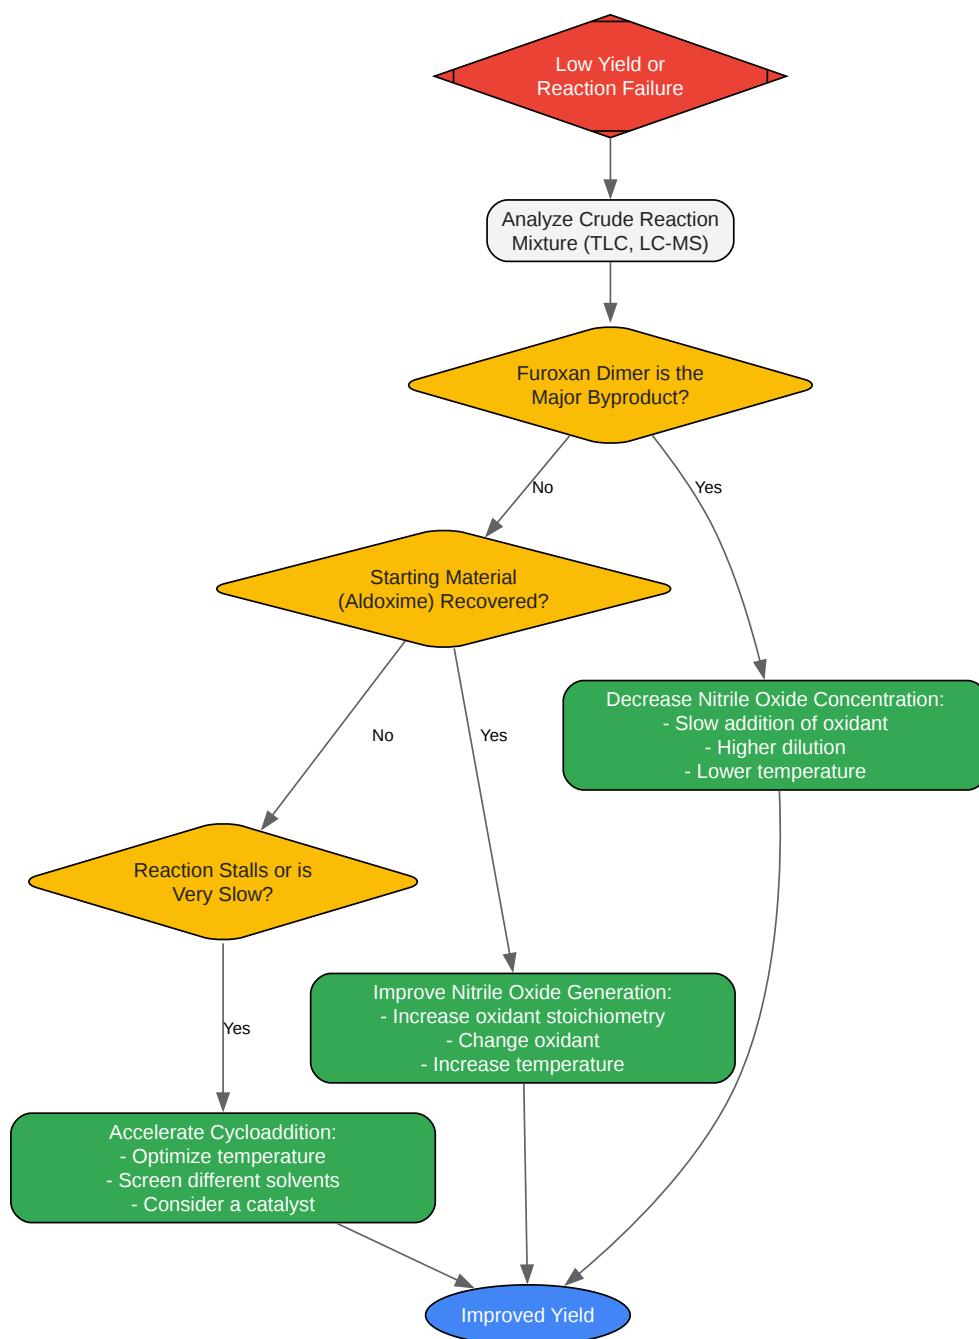 Low Yield or
Reaction Failure
Analyze Crude Reaction
Mixture (TLC, LC-MS)
Furoxan Dimer is the
Major Byproduct?
No
Yes
Starting Material
(Aldoxime) Recovered?
Decrease Nitrile Oxide Concentration:
- Slow addition of oxidant
- Higher dilution
- Lower temperature
No
Yes
Reaction Stalls or is
Very Slow?
Improve Nitrile Oxide Generation:
- Increase oxidant stoichiometry
- Change oxidant
- Increase temperature
Yes
Accelerate Cycloaddition:
- Optimize temperature
- Screen different solvents
- Consider a catalyst
Improved Yield